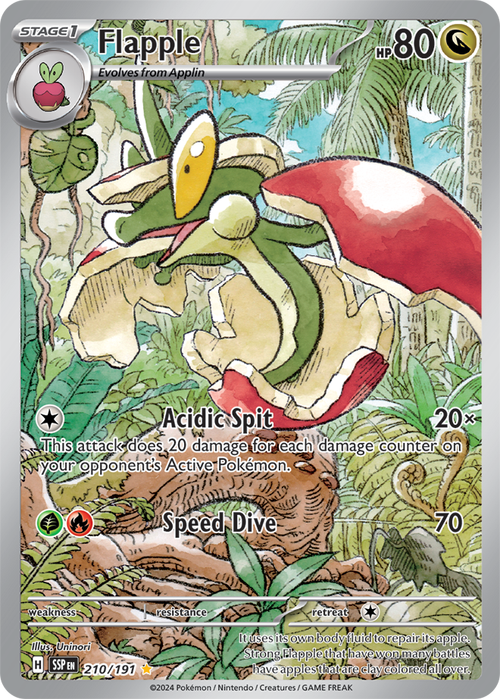 STAGE1 Flapple HP80
Evolves from Applin
Acidic Spit 20×
This attack does 20 damage for each damage counter on
your opponent's Active Pokémon.
Speed Dive 70
weakness resistance retreat
Illus. Uninori
It uses its own body fluid to repair its apple.
Strong Flapple that have won many battles
have apples that are clay colored all over.
H SSP EN 210/191
©2024 Pokémon / Nintendo / Creatures / GAME FREAK